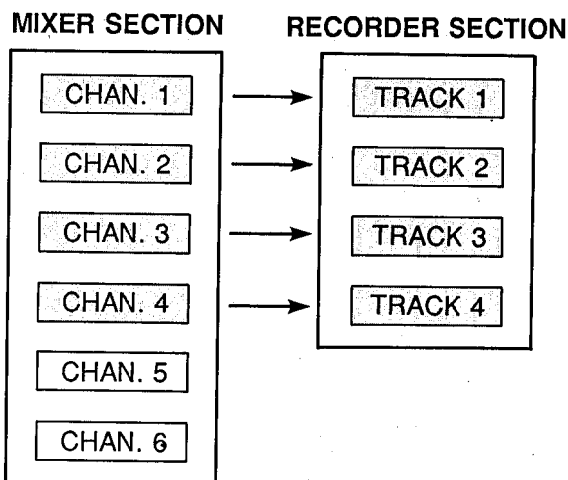 MIXER SECTION
RECORDER SECTION
CHAN. 1
TRACK 1
CHAN. 2
TRACK 2
CHAN. 3
TRACK 3
CHAN. 4
TRACK 4
CHAN. 5
CHAN. 6